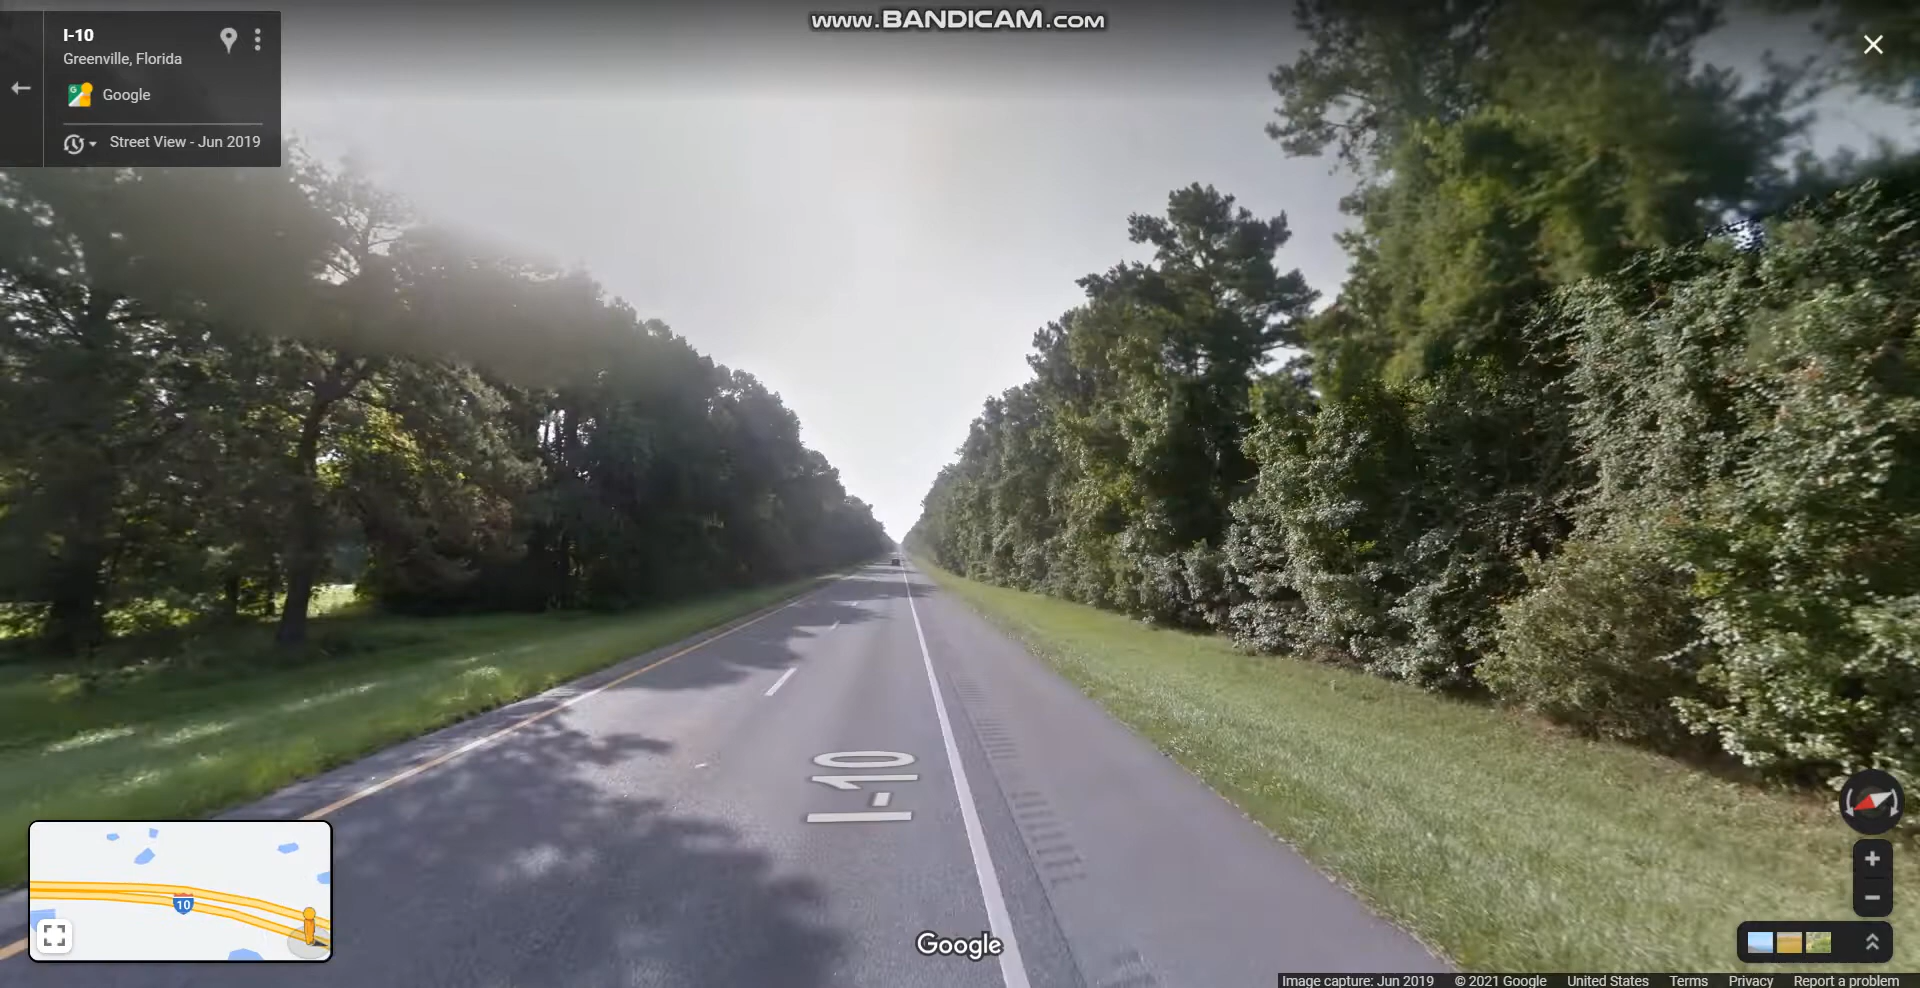 www.BANDICAM.com
I-10
Greenville, Florida
Google
Street View - Jun 2019
I-10
10
Google
Image capture: Jun 2019 © 2021 Google United States Terms Privacy Report a problem